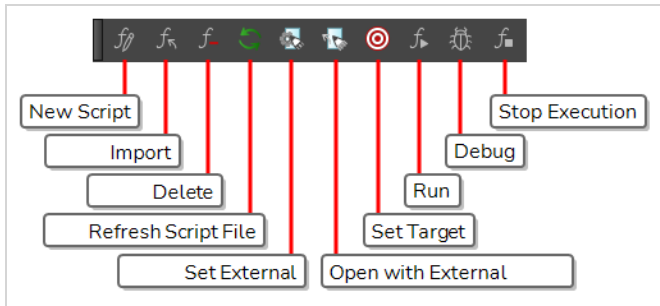 New Script
Stop Execution
Import
Debug
Delete
Run
Refresh Script File
Set Target
Set External
Open with External